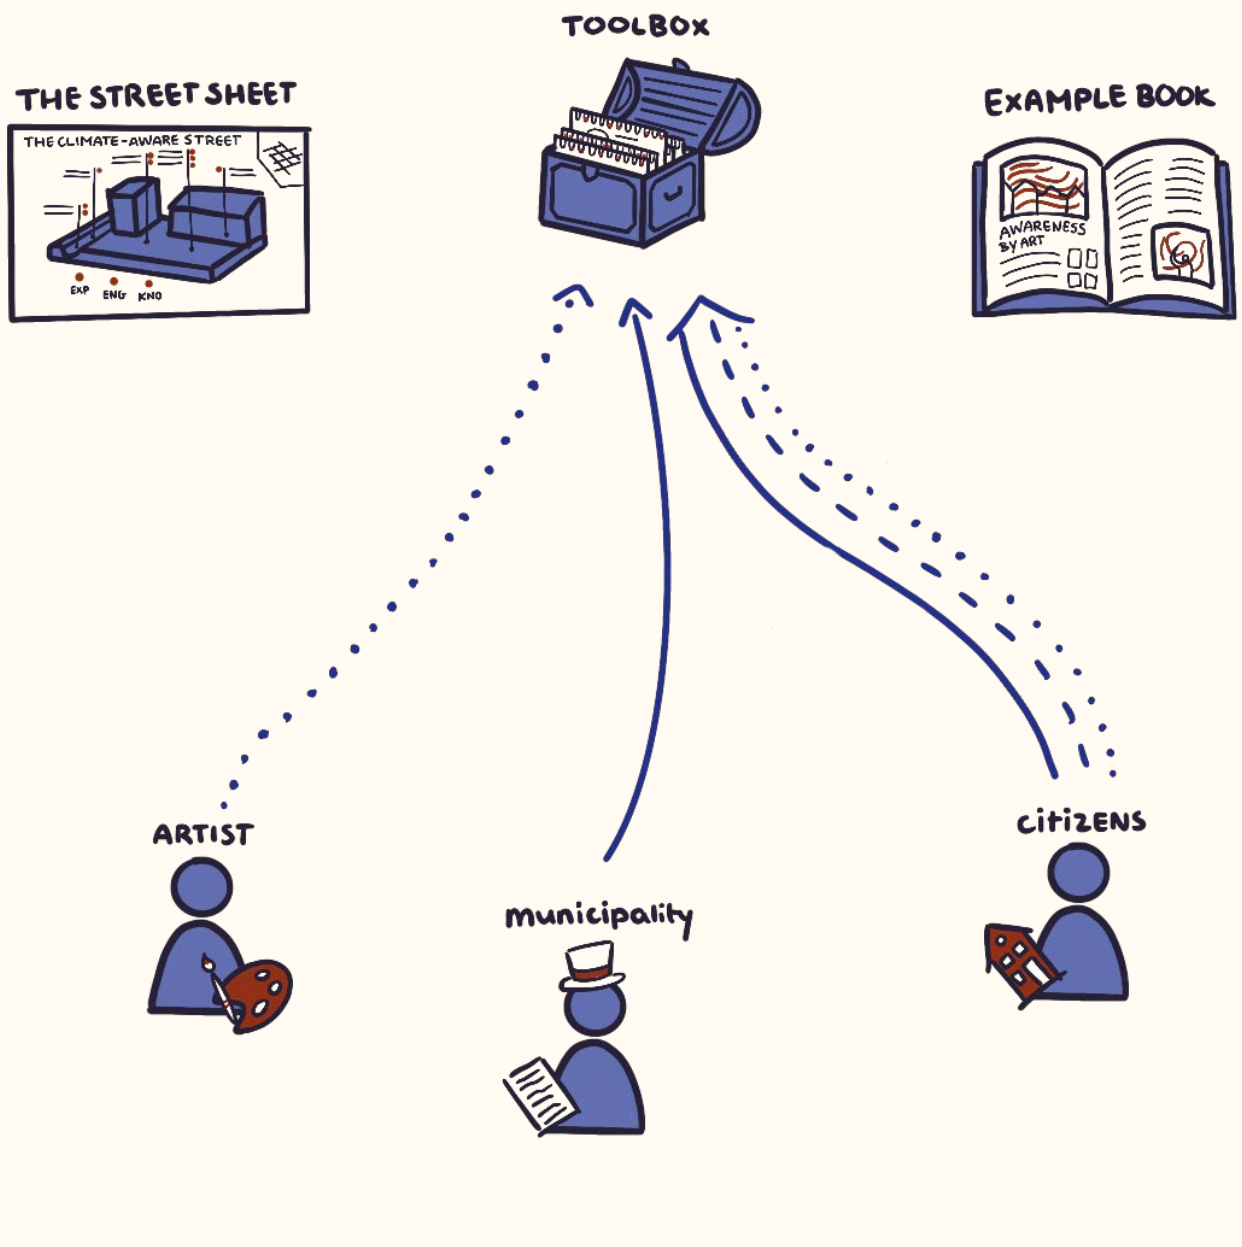 TOOLBOX
THE STREET SHEET
EXAMPLE BOOK
THE CLIMATE-AWARE STREET
EXP
ENG
KNO
AWARENESS
BY ART
ARTIST
CITIZENS
municipality